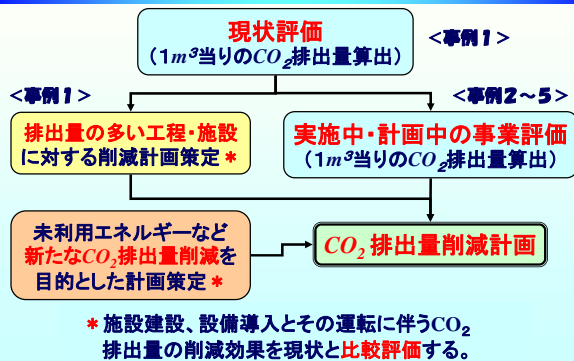 現状評価
(1m³当りのCO₂排出量算出)
<事例1>
<事例1>
<事例2~5>
排出量の多い工程・施設
に対する削減計画策定*
実施中・計画中の事業評価
(1m³当りのCO₂排出量算出)
未利用エネルギーなど
新たなCO₂排出量削減を
目的とした計画策定*
CO₂ 排出量削減計画
*施設建設、設備導入とその運転に伴うCO₂
排出量の削減効果を現状と比較評価する。